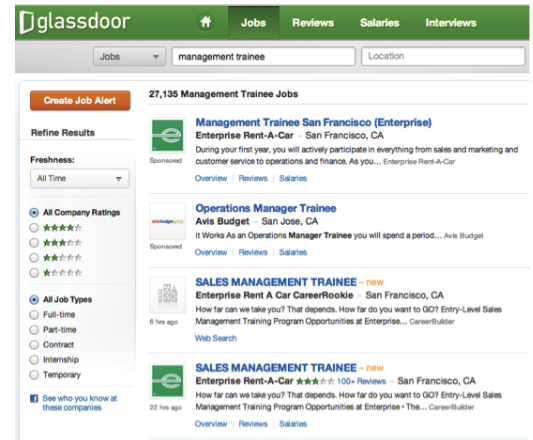 glassdoor
Jobs
Reviews
Salaries
Interviews
Jobs
management trainee
Location
Create Job Alert
Refine Results
Freshness:
All Time
All Company Ratings
All Job Types
Full-time
Part-time
Contract
Internship
Temporary
See who you know at
these companies
27,135 Management Trainee Jobs
Management Trainee San Francisco (Enterprise)
Enterprise Rent-A-Car – San Francisco, CA
During your first year, you will actively participate in everything from sales and marketing and
customer service to operations and finance. As you... Enterprise Rent-A-Car
Sponsored
Overview | Reviews | Salaries
Operations Manager Trainee
Avis Budget – San Jose, CA
avis budget group
It Works As an Operations Manager Trainee you will spend a period... Avis Budget
Sponsored
Overview | Reviews | Salaries
SALES MANAGEMENT TRAINEE – new
Enterprise Rent A Car CareerRookie – San Francisco, CA
How far can we take you? That depends. How far do you want to GO? Entry-Level Sales
Management Training Program Opportunities at Enterprise... CareerBuilder
6 hrs ago
Web Search
SALES MANAGEMENT TRAINEE – new
Enterprise Rent-A-Car ★★★☆☆ 100+ Reviews – San Francisco, CA
How far can we take you? That depends. How far do you want to GO? Entry-Level Sales
Management Training Program Opportunities at Enterprise • The... CareerBuilder
22 hrs ago
Overview | Reviews | Salaries